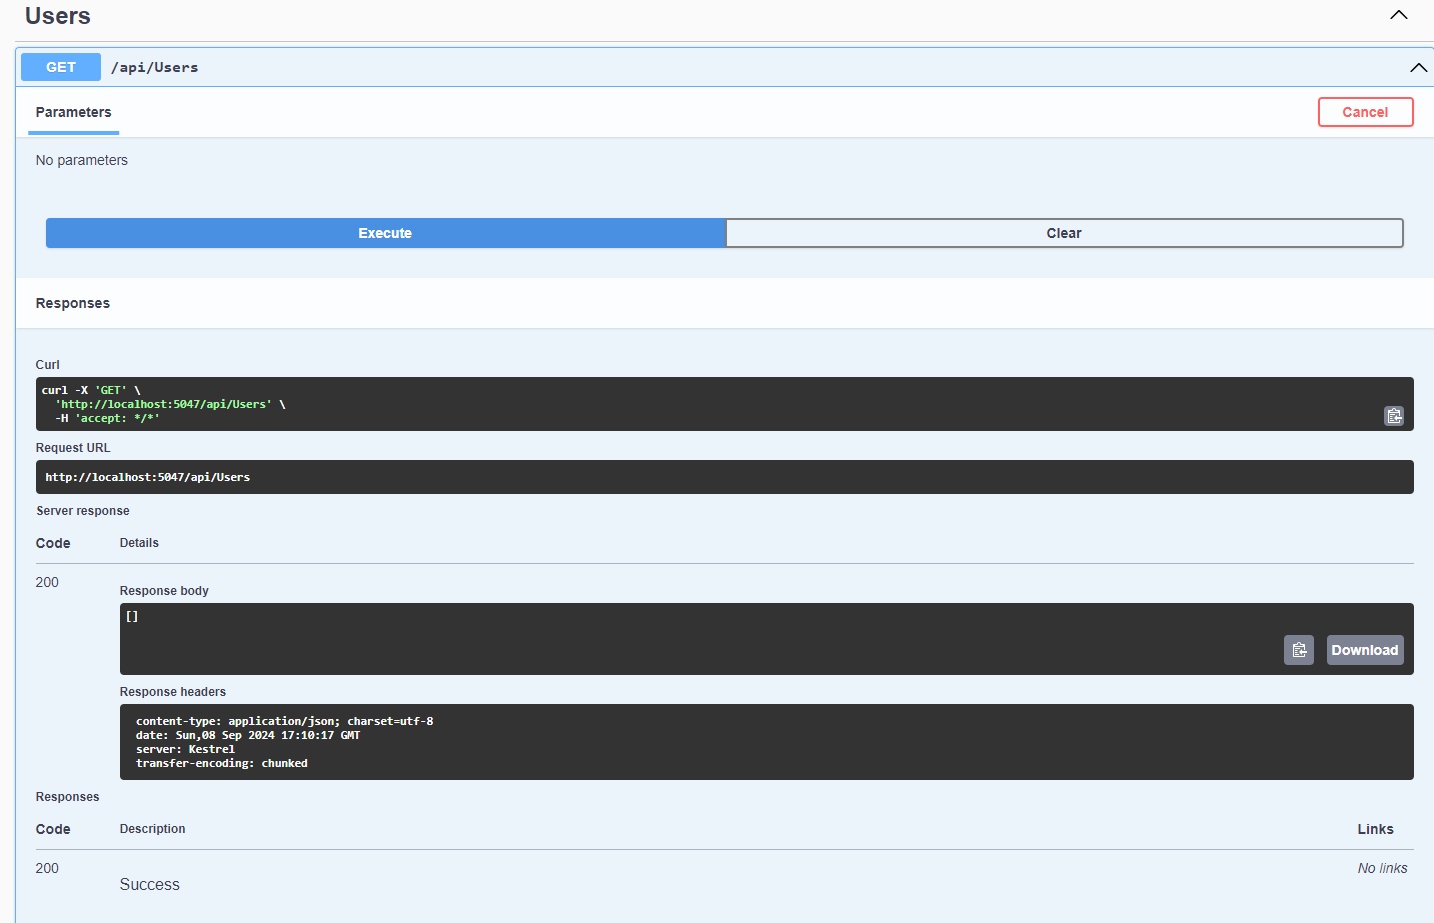 Users
GET /api/Users
Parameters
Cancel
No parameters
Execute
Clear
Responses
Curl
curl -X 'GET' \
'http://localhost:5047/api/Users' \
-H 'accept: */*'
Request URL
http://localhost:5047/api/Users
Server response
Code Details
200
Response body
[]
Download
Response headers
content-type: application/json; charset=utf-8
date: Sun,08 Sep 2024 17:10:17 GMT
server: Kestrel
transfer-encoding: chunked
Responses
Code Description Links
200 No links
Success